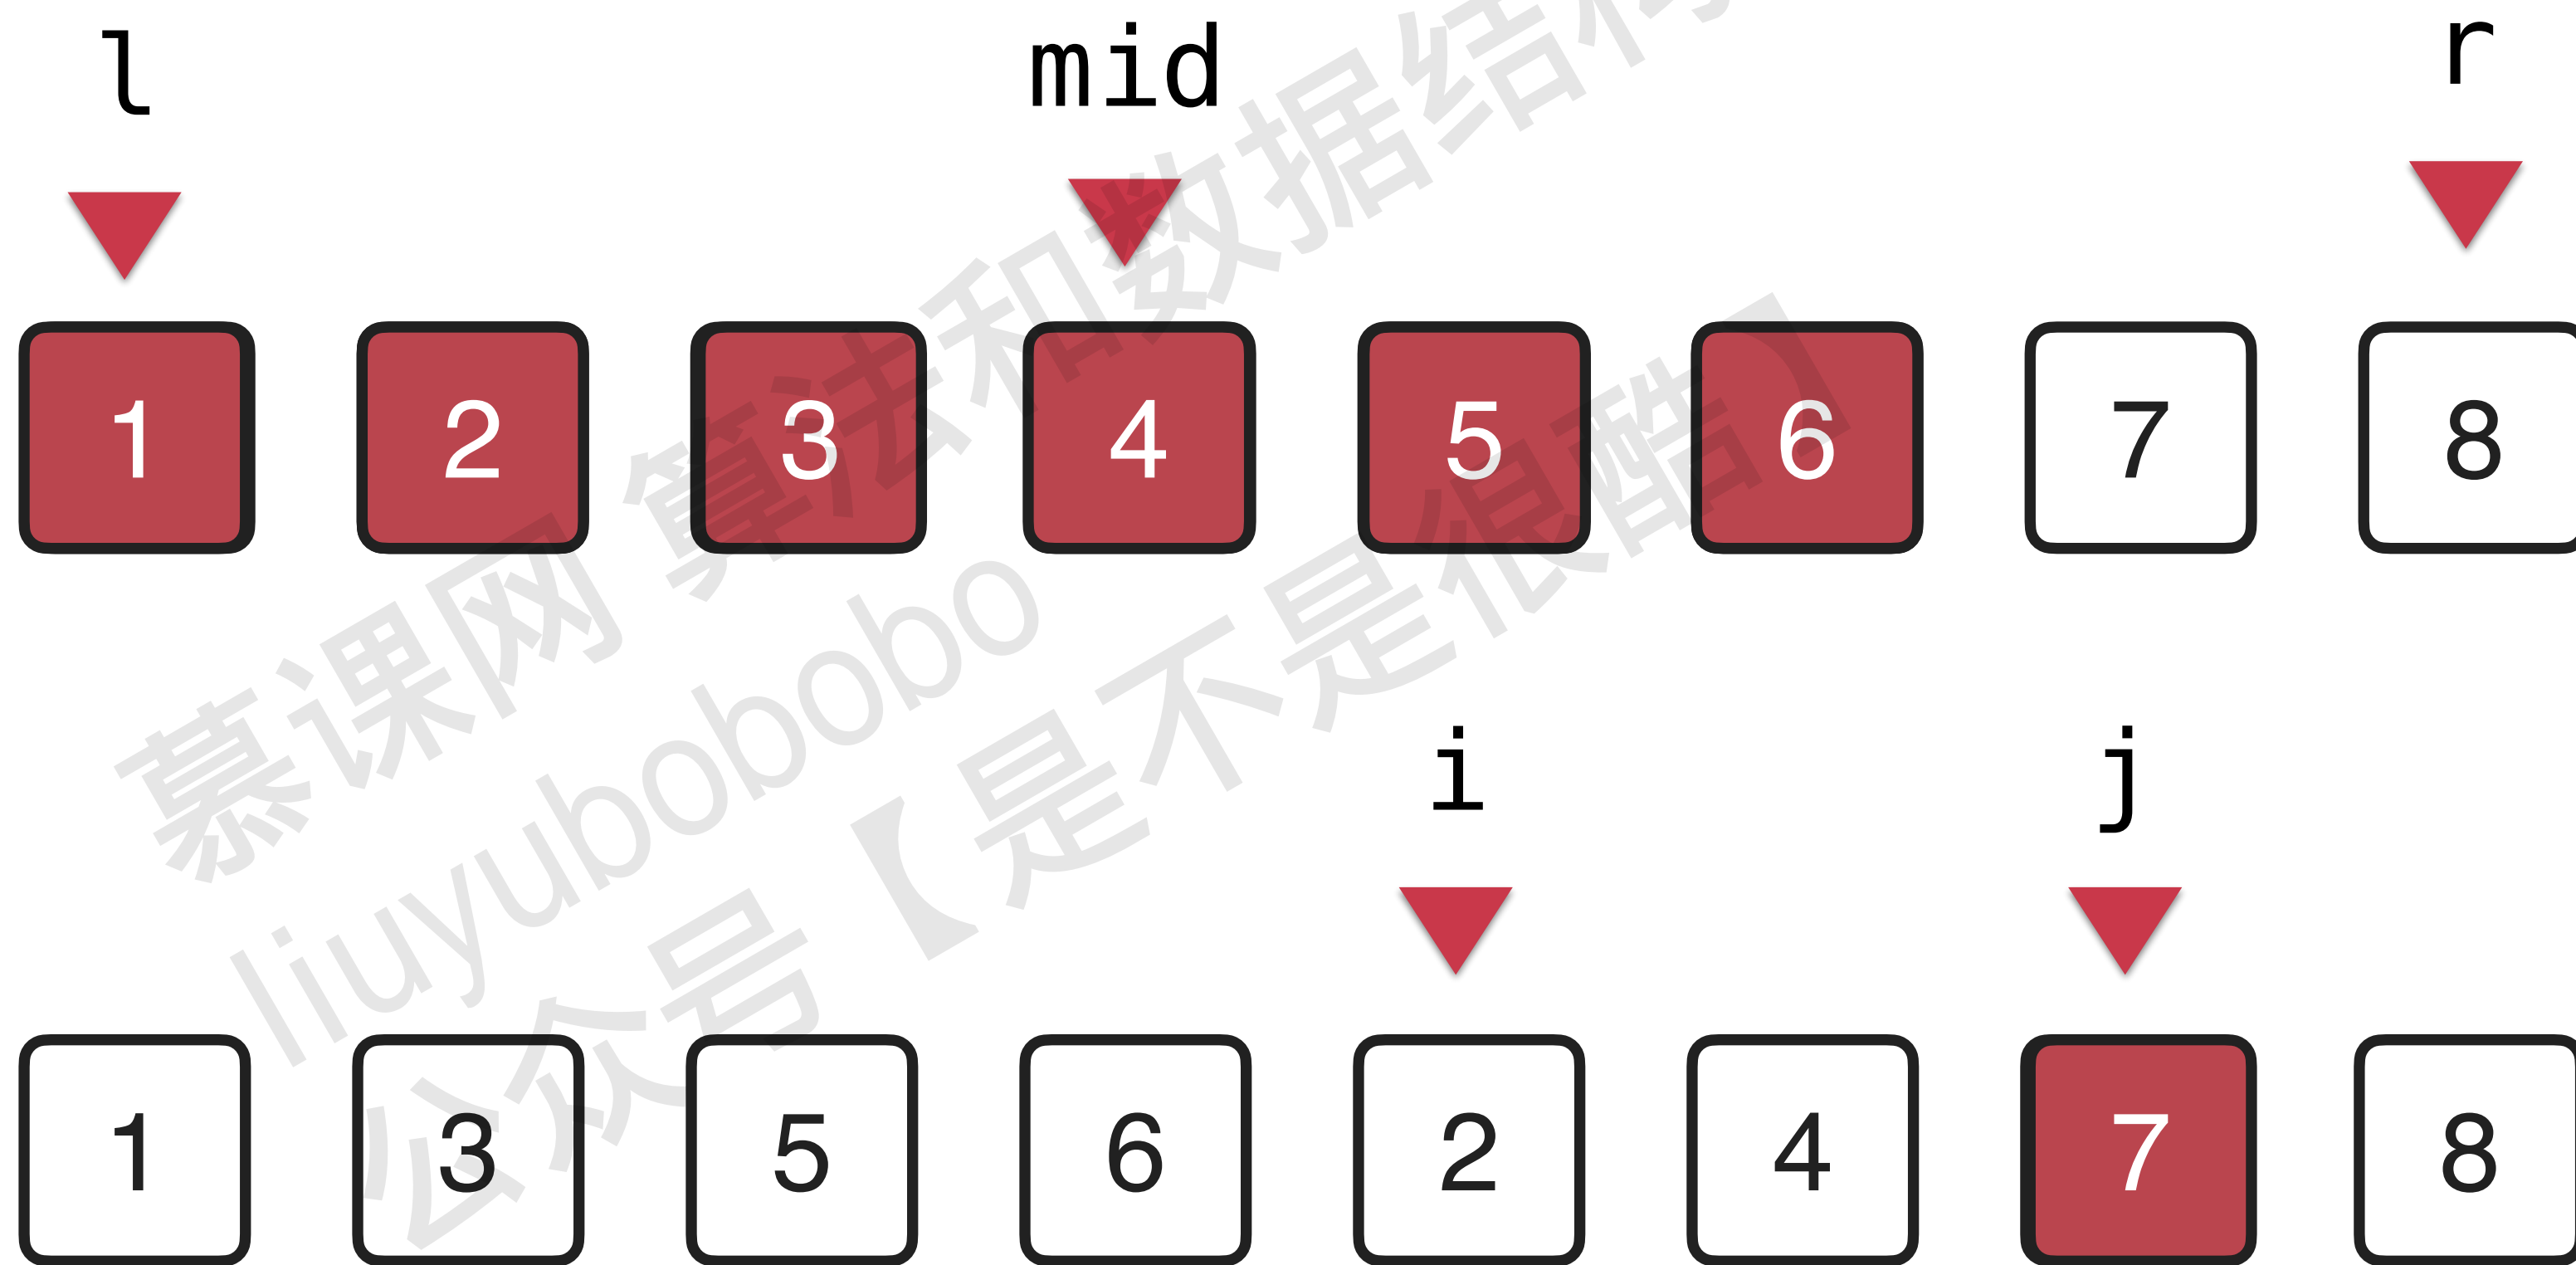 l mid r
1 2 3 4 5 6 7 8
慕课网 算法和数据结构
liuyubobobo
公众号【是不是很酷】
i j
1 3 5 6 2 4 7 8